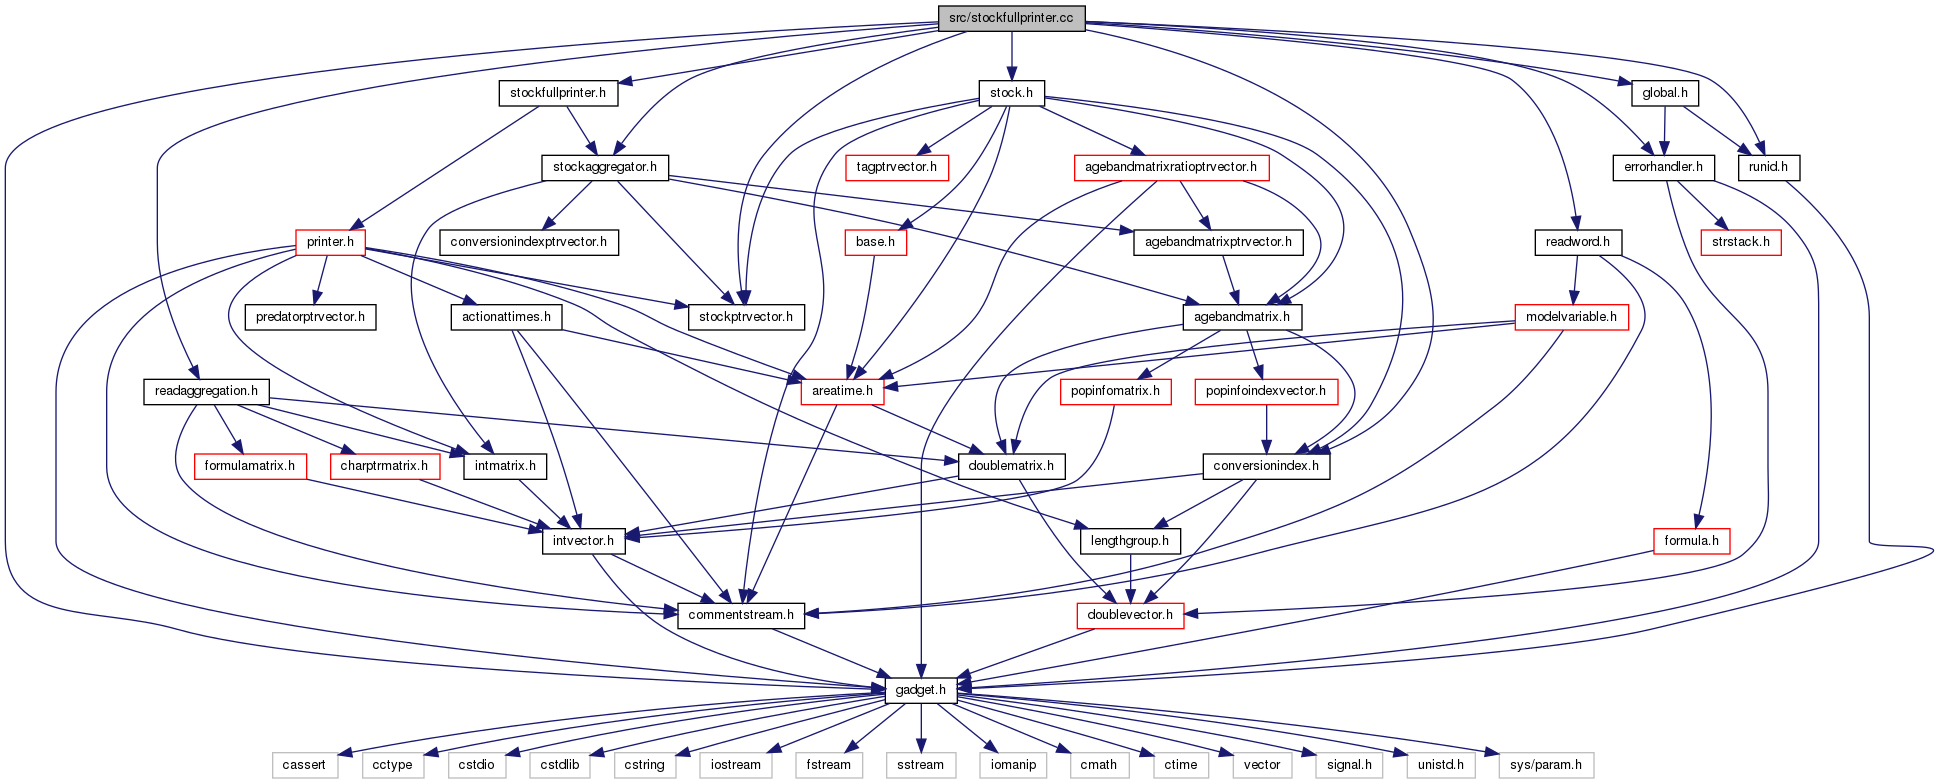 src/stockfullprinter.cc
stockfullprinter.h
stock.h
global.h
stockaggregator.h
tagptrvector.h
agebandmatrixratioptrvector.h
errorhandler.h
runid.h
printer.h
conversionindexptrvector.h
base.h
agebandmatrixptrvector.h
readword.h
strstack.h
predatorptrvector.h
actionattimes.h
stockptrvector.h
agebandmatrix.h
modelvariable.h
readaggregation.h
areatime.h
popinfomatrix.h
popinfoindexvector.h
formulamatrix.h
charptrmatrix.h
intmatrix.h
doublematrix.h
conversionindex.h
intvector.h
lengthgroup.h
formula.h
commentstream.h
doublevector.h
gadget.h
cassert
cctype
cstdio
cstdlib
cstring
iostream
fstream
sstream
iomanip
cmath
ctime
vector
signal.h
unistd.h
sys/param.h